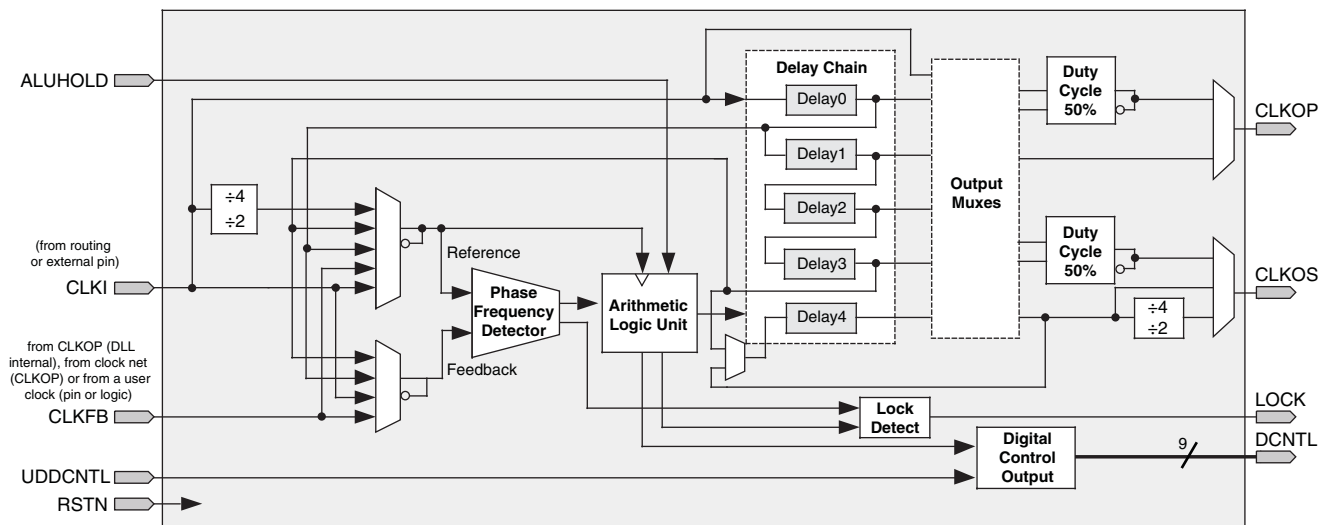 ALUHOLD
Delay Chain
Delay0
Delay1
Delay2
Delay3
Delay4
Output
Muxes
Duty
Cycle
50%
CLKOP
÷4
÷2
(from routing
or external pin)
CLKI
Reference
Phase
Frequency
Detector
Feedback
Arithmetic
Logic Unit
Duty
Cycle
50%
÷4
÷2
CLKOS
from CLKOP (DLL
internal), from clock net
(CLKOP) or from a user
clock (pin or logic)
CLKFB
Lock
Detect
LOCK
Digital
Control
Output
9
DCNTL
UDDCNTL
RSTN